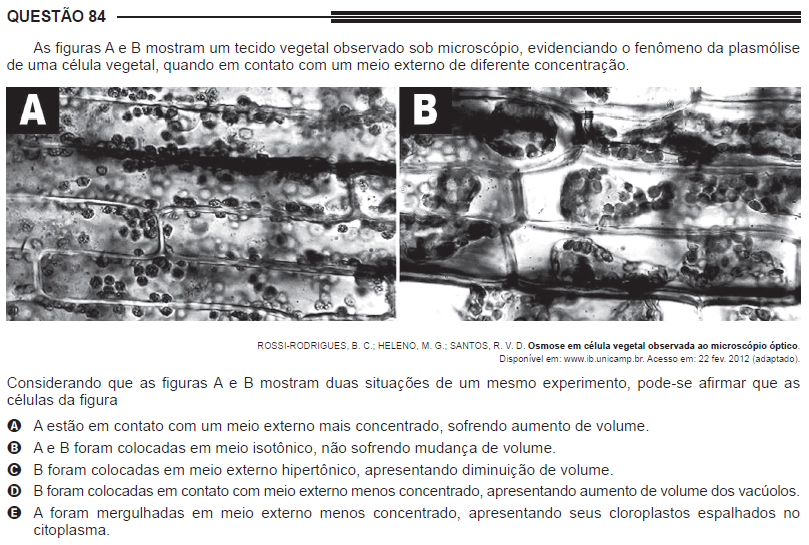 QUESTÃO 84
As figuras A e B mostram um tecido vegetal observado sob microscópio, evidenciando o fenômeno da plasmólise
de uma célula vegetal, quando em contato com um meio externo de diferente concentração.
A B
ROSSI-RODRIGUES, B. C.; HELENO, M. G.; SANTOS, R. V. D. Osmose em célula vegetal observada ao microscópio óptico.
Disponível em: www.ib.unicamp.br. Acesso em: 22 fev. 2012 (adaptado).
Considerando que as figuras A e B mostram duas situações de um mesmo experimento, pode-se afirmar que as
células da figura
A A estão em contato com um meio externo mais concentrado, sofrendo aumento de volume.
B A e B foram colocadas em meio isotônico, não sofrendo mudança de volume.
C B foram colocadas em meio externo hipertônico, apresentando diminuição de volume.
D B foram colocadas em contato com meio externo menos concentrado, apresentando aumento de volume dos vacúolos.
E A foram mergulhadas em meio externo menos concentrado, apresentando seus cloroplastos espalhados no
citoplasma.